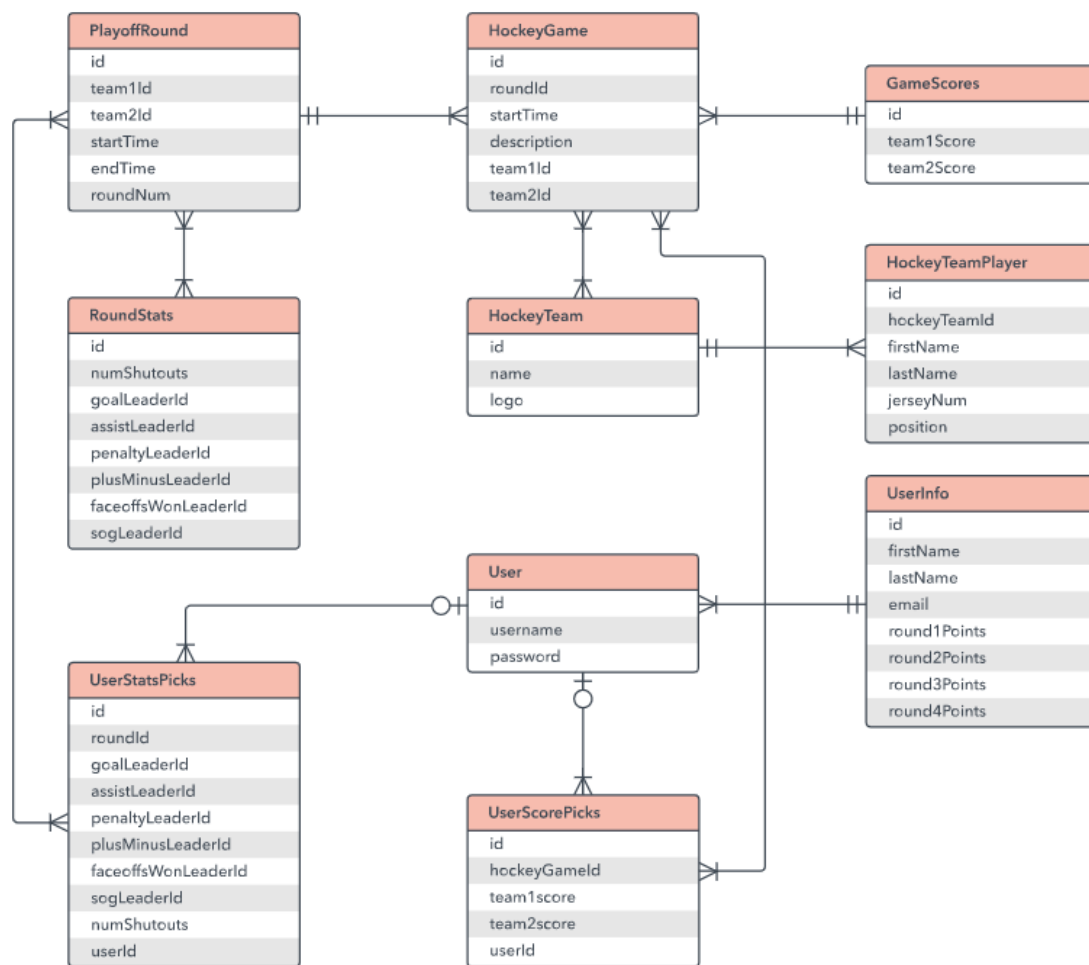 PlayoffRound
id
team1Id
team2Id
startTime
endTime
roundNum
HockeyGame
id
roundId
startTime
description
team1Id
team2Id
GameScores
id
team1Score
team2Score
RoundStats
id
numShutouts
goalLeaderId
assistLeaderId
penaltyLeaderId
plusMinusLeaderId
faceoffsWonLeaderId
sogLeaderId
HockeyTeam
id
name
logo
HockeyTeamPlayer
id
hockeyTeamId
firstName
lastName
jerseyNum
position
User
id
username
password
UserInfo
id
firstName
lastName
email
round1Points
round2Points
round3Points
round4Points
UserStatsPicks
id
roundId
goalLeaderId
assistLeaderId
penaltyLeaderId
plusMinusLeaderId
faceoffsWonLeaderId
sogLeaderId
numShutouts
userId
UserScorePicks
id
hockeyGameId
team1score
team2score
userId